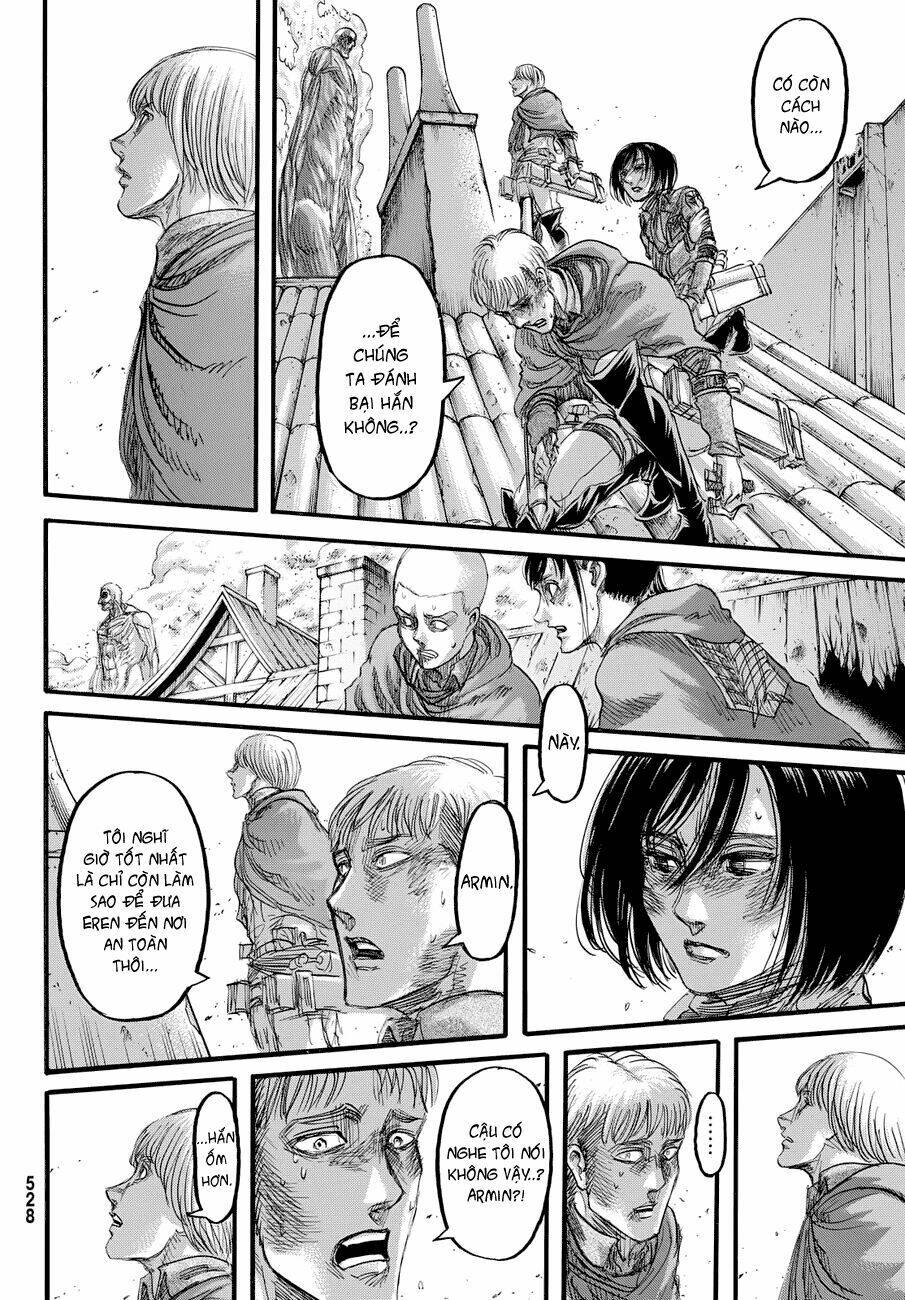 CÓ CÒN
CÁCH
NÀO...
...ĐỂ
CHÚNG
TA ĐÁNH
BẠI HẮN
KHÔNG..?
NÀY.
ARMIN.
TÔI NGHĨ
GIỜ TỐT NHẤT
LÀ CHỈ CÒN LÀM
SAO ĐỂ ĐƯA
EREN ĐẾN NƠI
AN TOÀN
THÔI...
......
CẬU CÓ
NGHE TÔI NÓI
KHÔNG VẬY..?
ARMIN?!
...HẮN
ỐM
HƠN.
528